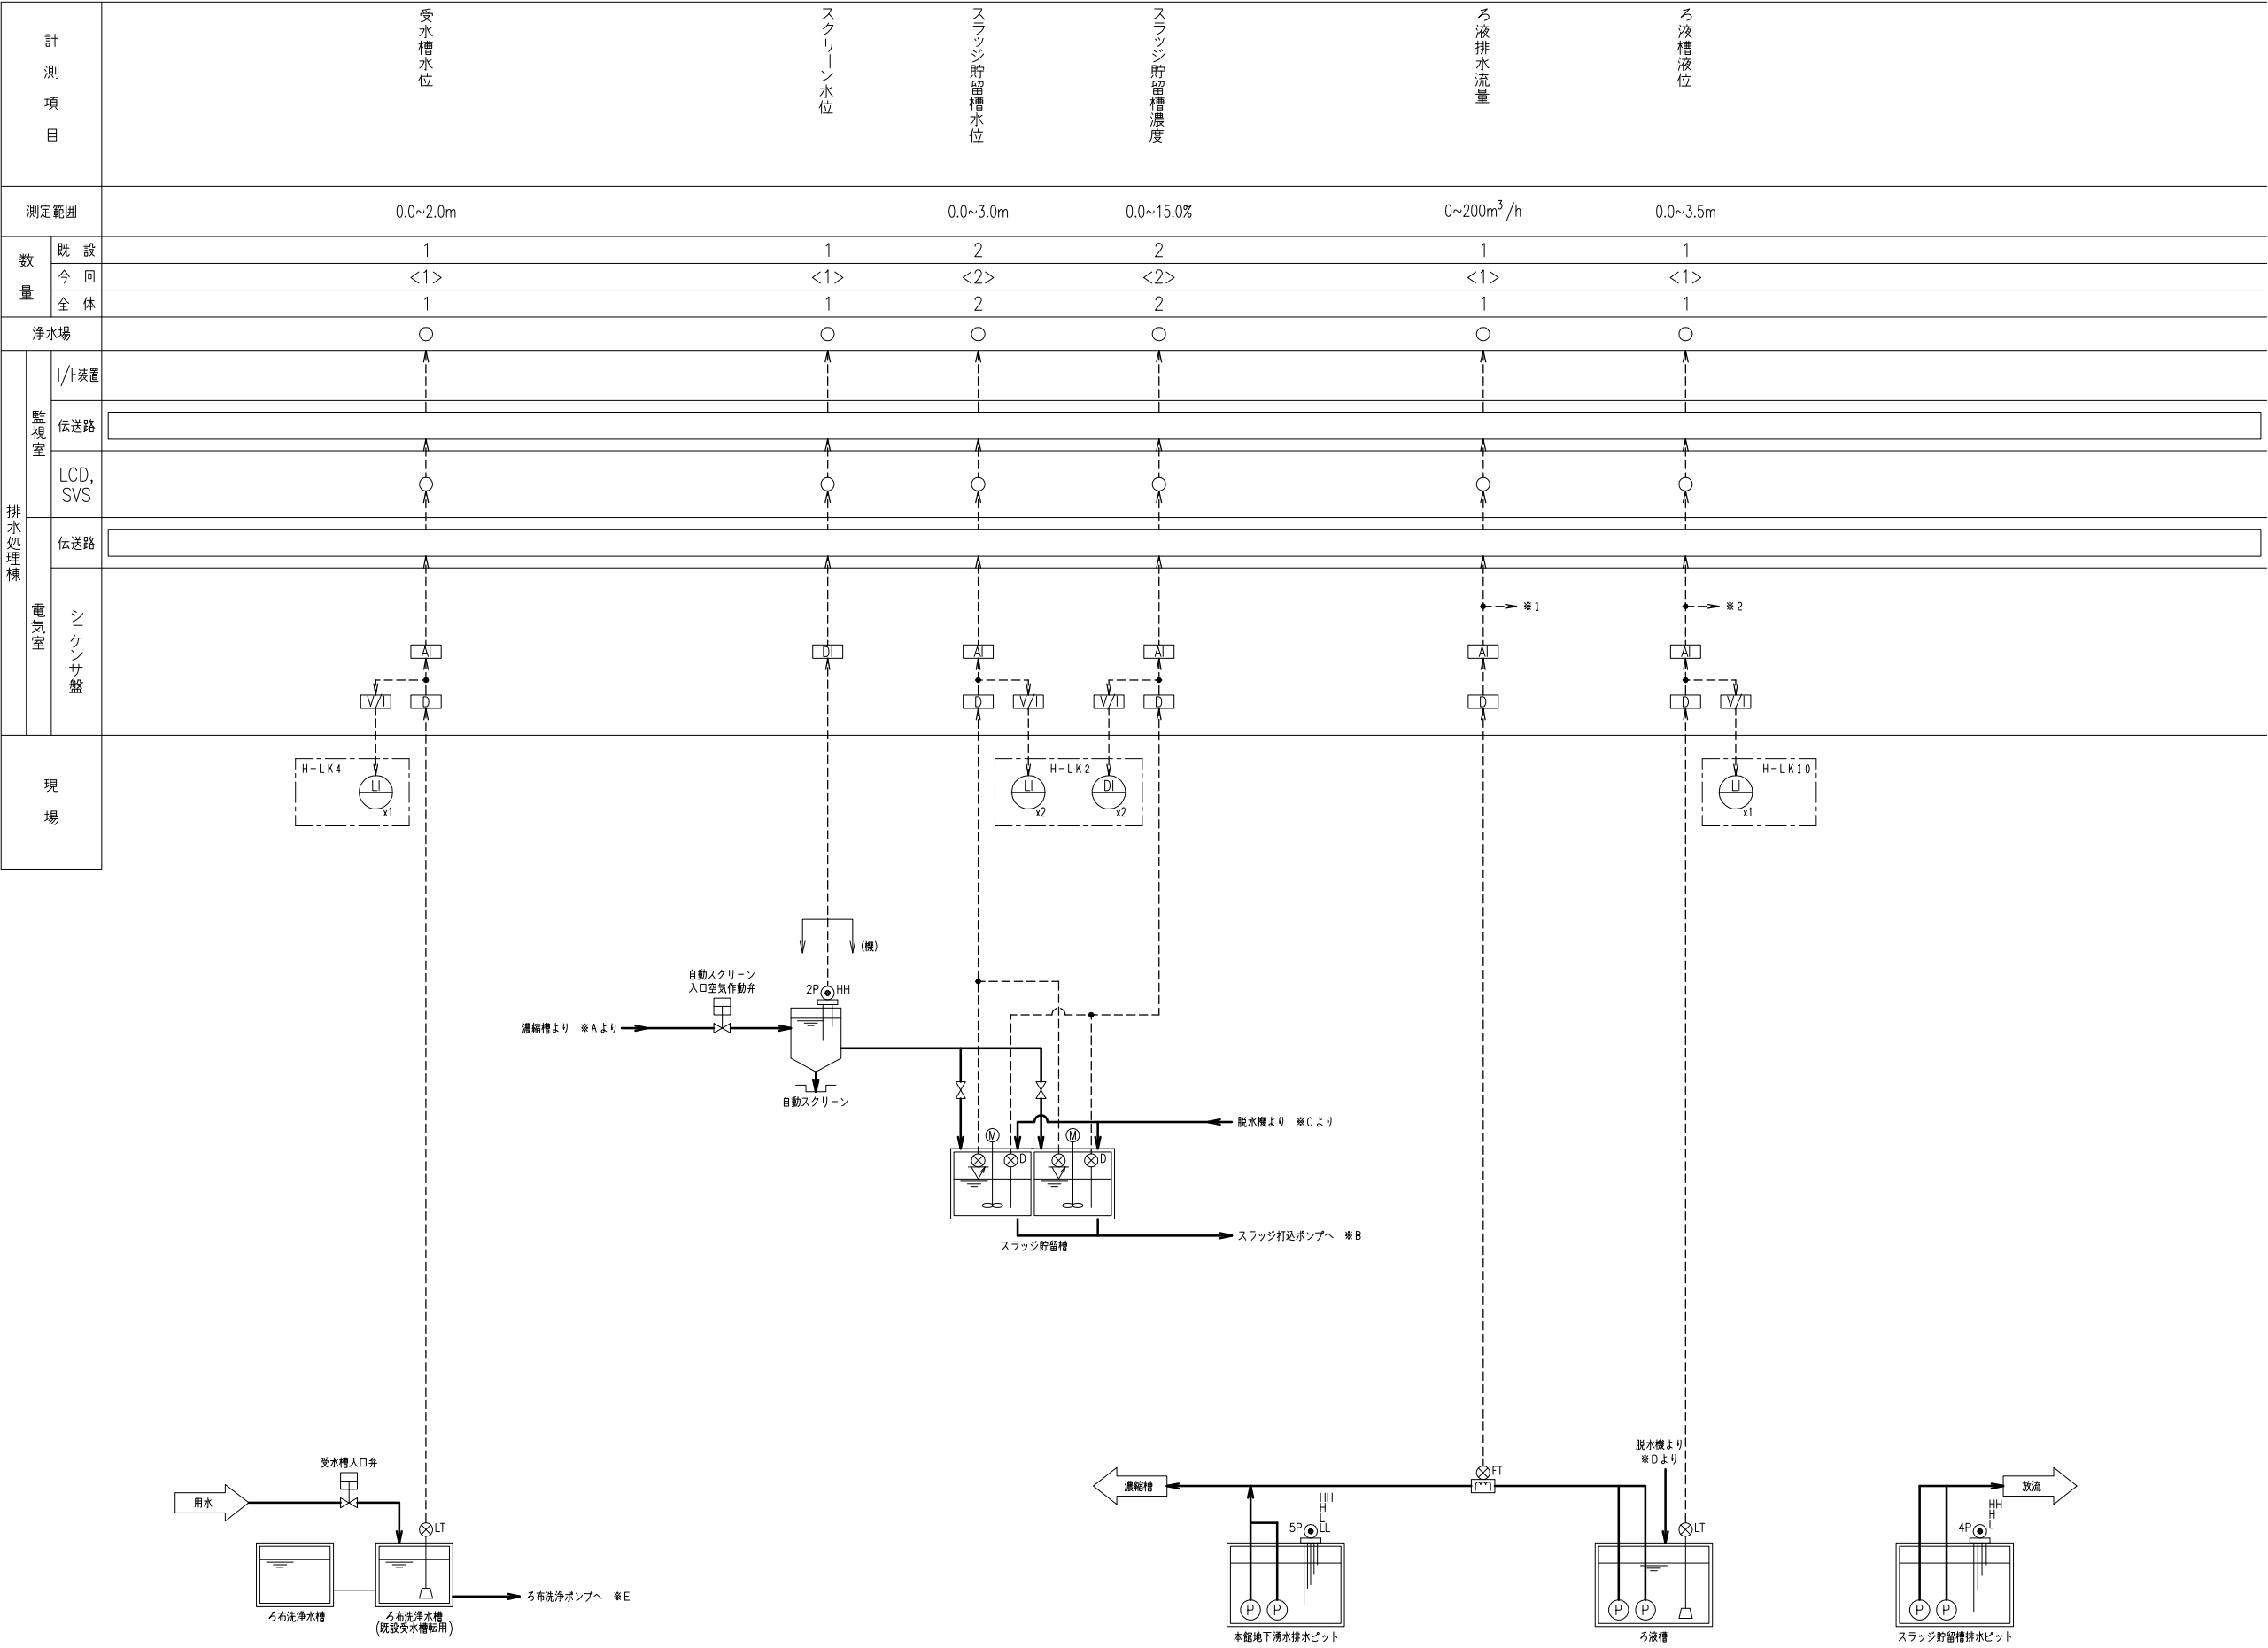 計測項目
受水槽水位
スクリーン水位
スラッジ貯留槽水位
スラッジ貯留槽濃度
ろ液排水流量
ろ液槽液位
測定範囲
0.0~2.0m
0.0~3.0m
0.0~15.0%
0~200m³/h
0.0~3.5m
数量
既設
1
1
2
2
1
1
今回
<1>
<1>
<2>
<2>
<1>
<1>
全体
1
1
2
2
1
1
浄水場
排水処理棟
監視室
I/F装置
伝送路
LCD,
SVS
電気室
伝送路
シーケンサ盤
※1
※2
AI
DI
AI
AI
AI
AI
V/I
D
D
V/I
V/I
D
D
D
V/I
現場
H-LK4
LI
x1
H-LK2
LI
x2
DI
x2
H-LK10
LI
x1
(機)
自動スクリーン
入口空気作動弁
2P
HH
濃縮槽より ※Aより
自動スクリーン
脱水機より ※Cより
M
M
D
D
スラッジ打込ポンプへ ※B
スラッジ貯留槽
受水槽入口弁
用水
LT
ろ布洗浄水槽
ろ布洗浄水槽
(既設受水槽転用)
ろ布洗浄ポンプへ ※E
濃縮槽
FT
HH
H
L
LL
5P
P
P
本館地下湧水排水ピット
脱水機より
※Dより
LT
P
P
ろ液槽
放流
HH
H
L
4P
P
P
スラッジ貯留槽排水ピット